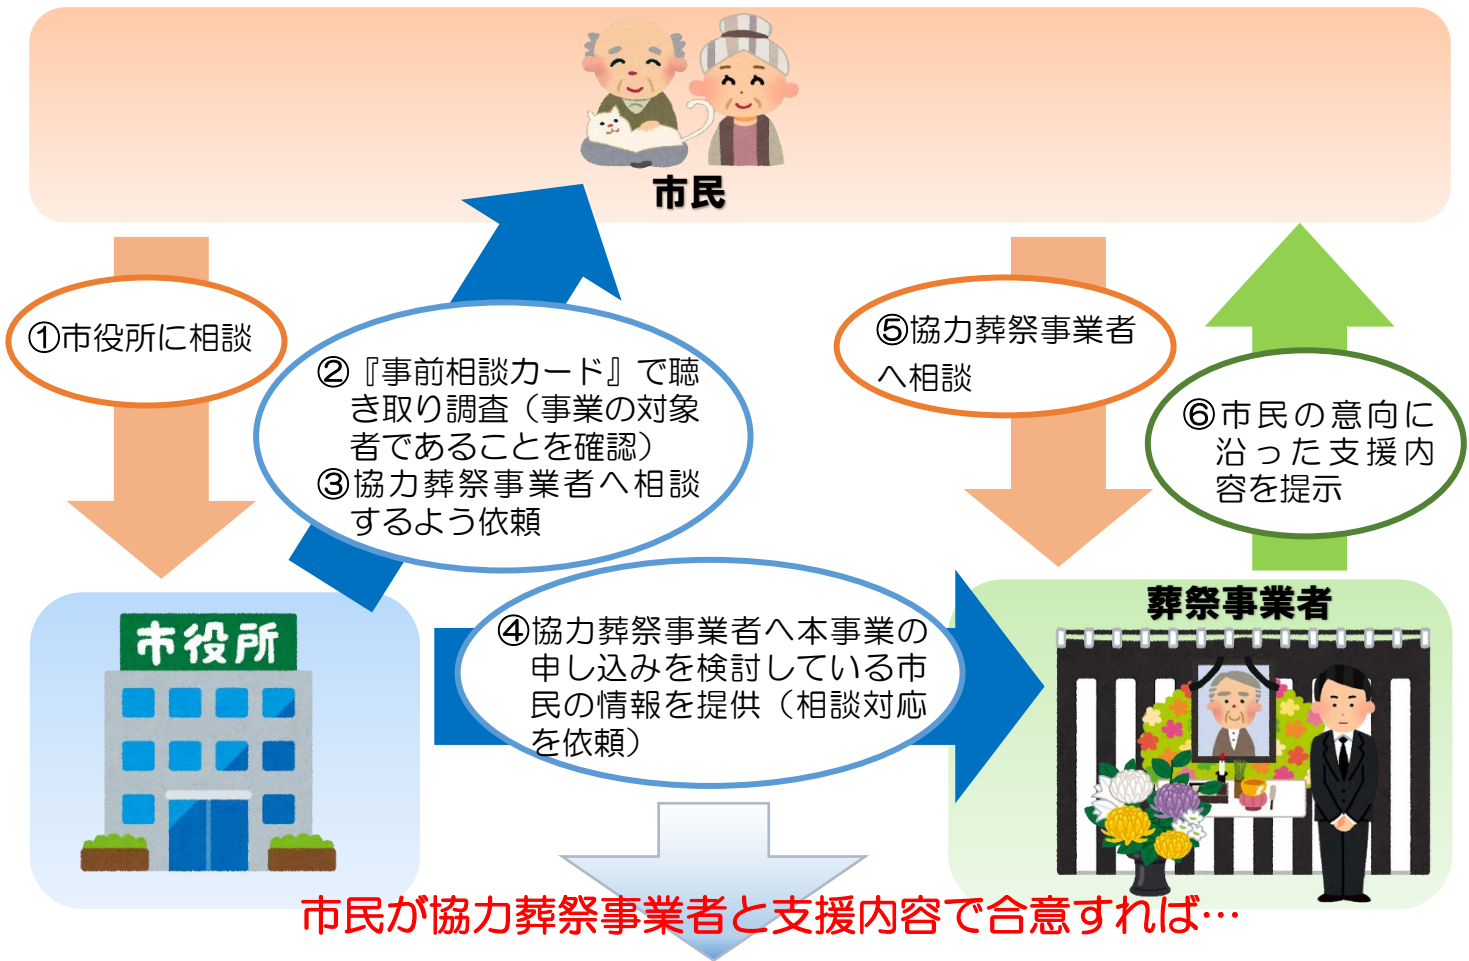 市民
①市役所に相談
②『事前相談カード』で聴
き取り調査（事業の対象
者であることを確認）
③協力葬祭事業者へ相談
するよう依頼
⑤協力葬祭事業者
へ相談
⑥市民の意向に
沿った支援内
容を提示
市役所
④協力葬祭事業者へ本事業の
申し込みを検討している市
民の情報を提供（相談対応
を依頼）
葬祭事業者
市民が協力葬祭事業者と支援内容で合意すれば…